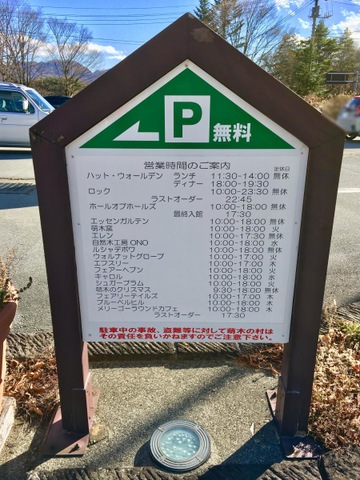 P 無料
営業時間のご案内
定休日
ハット・ウォールデン ランチ 11:30-14:00 無休
ディナー 18:00-19:30
ロック 10:00-23:30 無休
ラストオーダー 22:45
ホールオブホールズ 10:00-18:00 無休
最終入館 17:30
エッセンガルテン 10:00-18:00 無休
萌木窯 10:00-18:00 火
エレン 10:00-17:00 火
自然木工房 ONO 10:00-18:00 水
ルシャデボワ 10:00-18:00 無休
ウォルナットグローブ 10:00-17:00 火
エフスリー 10:00-17:00 木
フェアーヘブン 10:00-18:00 火
キャロル 10:00-18:00 水
シュガープラム 10:00-18:00 火
萌木のクリスマス 9:30-18:00 無休
フェアリーテイルズ 10:00-18:00 木
ブルーベルヒル 10:00-18:00 木
メリーゴーラウンドカフェ 10:00-18:00 火
ラストオーダー 17:30
駐車中の事故、盗難等に対して萌木の村は
その責任を負いかねますのでご注意下さい。